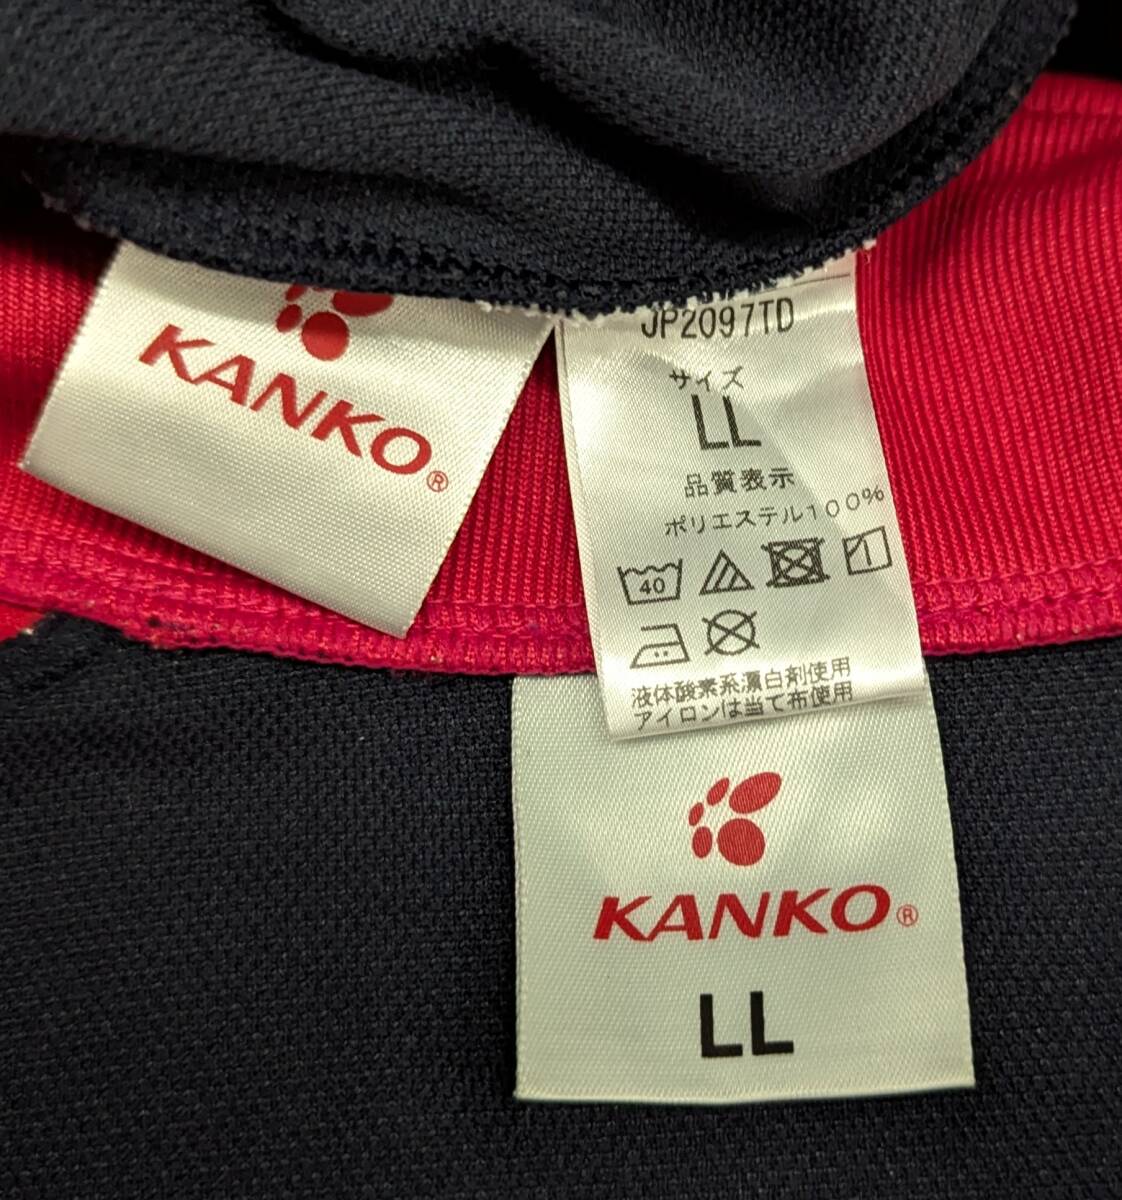 KANKO®
JP2097TD
サイズ
LL
品質表示
ポリエステル100%
40
液体酸素系漂白剤使用
アイロンは当て布使用
KANKO®
LL